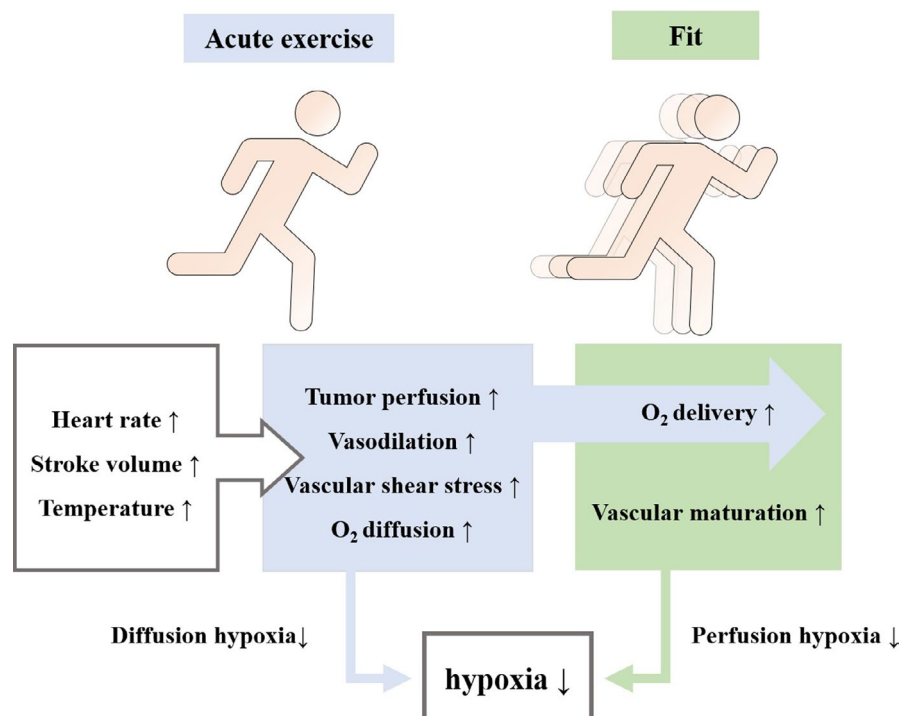 Acute exercise
Fit
Heart rate ↑
Stroke volume ↑
Temperature ↑
Tumor perfusion ↑
Vasodilation ↑
Vascular shear stress ↑
O₂ diffusion ↑
O₂ delivery ↑
Vascular maturation ↑
Diffusion hypoxia↓
Perfusion hypoxia ↓
hypoxia ↓